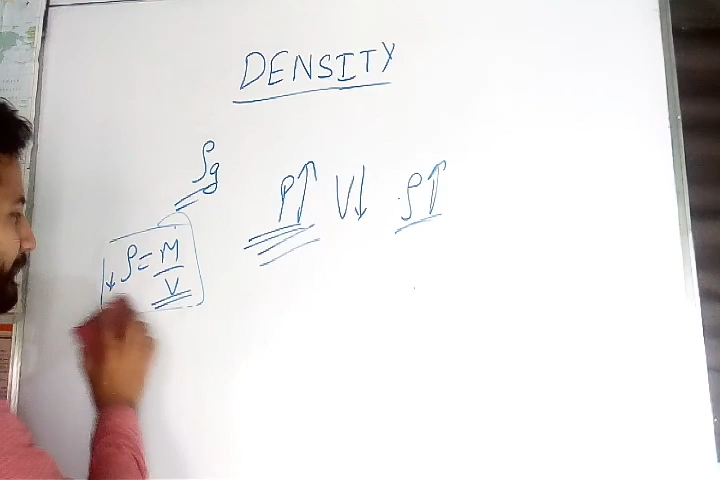 DENSITY
ρg
P↑ V↓ ρ↑
↓ρ = M/V